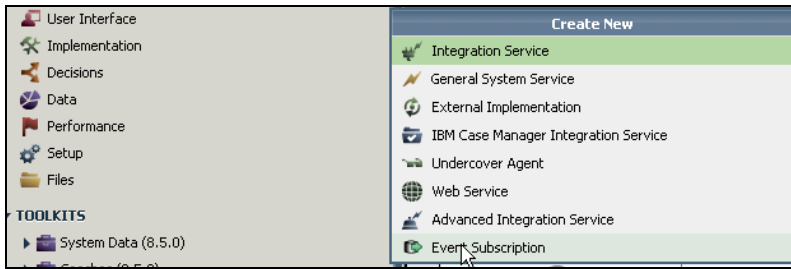 User Interface
Implementation
Decisions
Data
Performance
Setup
Files
TOOLKITS
System Data (8.5.0)
Create New
Integration Service
General System Service
External Implementation
IBM Case Manager Integration Service
Undercover Agent
Web Service
Advanced Integration Service
Event Subscription